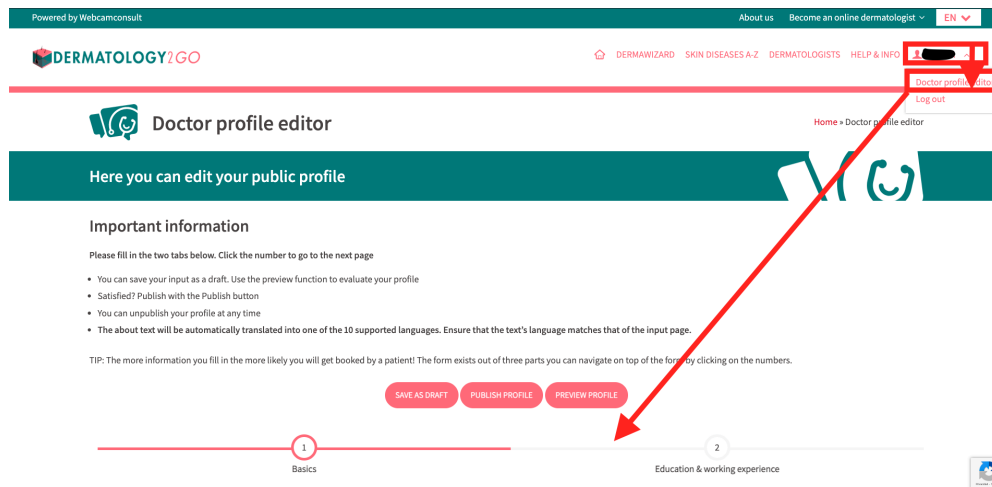 Powered by Webcamconsult
About us Become an online dermatologist EN
DERMATOLOGY2GO
DERMAWIZARD SKIN DISEASES A-Z DERMATOLOGISTS HELP & INFO
Doctor profile editor
Log out
Doctor profile editor
Home » Doctor profile editor
Here you can edit your public profile
Important information
Please fill in the two tabs below. Click the number to go to the next page
• You can save your input as a draft. Use the preview function to evaluate your profile
• Satisfied? Publish with the Publish button
• You can unpublish your profile at any time
• The about text will be automatically translated into one of the 10 supported languages. Ensure that the text's language matches that of the input page.
TIP: The more information you fill in the more likely you will get booked by a patient! The form exists out of three parts you can navigate on top of the form by clicking on the numbers.
SAVE AS DRAFT PUBLISH PROFILE PREVIEW PROFILE
1 2
Basics Education & working experience